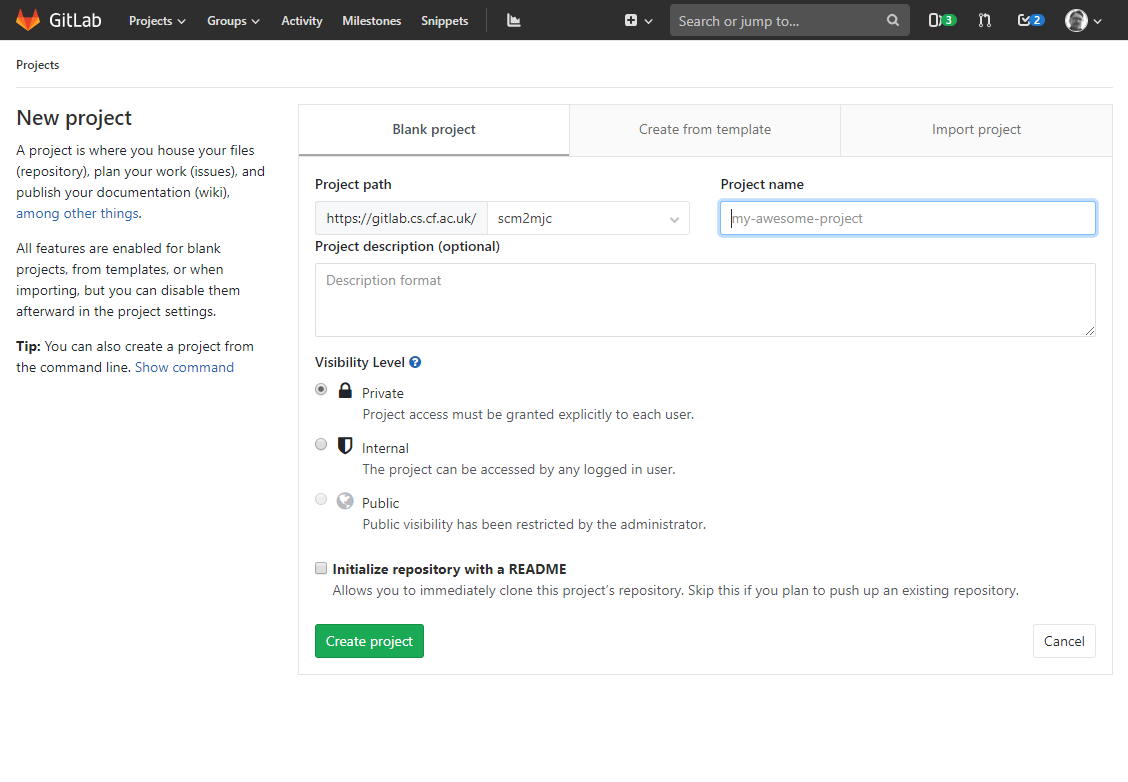 GitLab Projects Groups Activity Milestones Snippets Search or jump to... 3 2
Projects
New project
A project is where you house your files
(repository), plan your work (issues), and
publish your documentation (wiki),
among other things.
All features are enabled for blank
projects, from templates, or when
importing, but you can disable them
afterward in the project settings.
Tip: You can also create a project from
the command line. Show command
Blank project Create from template Import project
Project path Project name
https://gitlab.cs.cf.ac.uk/ scm2mjc my-awesome-project
Project description (optional)
Description format
Visibility Level ?
Private
Project access must be granted explicitly to each user.
Internal
The project can be accessed by any logged in user.
Public
Public visibility has been restricted by the administrator.
Initialize repository with a README
Allows you to immediately clone this project’s repository. Skip this if you plan to push up an existing repository.
Create project Cancel